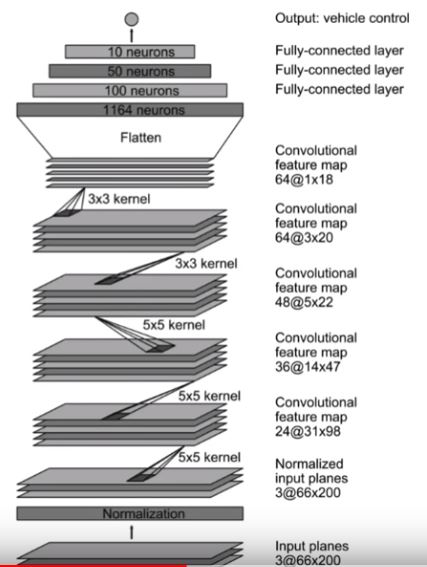 Output: vehicle control
10 neurons
Fully-connected layer
50 neurons
Fully-connected layer
100 neurons
Fully-connected layer
1164 neurons
Flatten
Convolutional
feature map
64@1x18
3x3 kernel
Convolutional
feature map
64@3x20
3x3 kernel
Convolutional
feature map
48@5x22
5x5 kernel
Convolutional
feature map
36@14x47
5x5 kernel
Convolutional
feature map
24@31x98
5x5 kernel
Normalized
input planes
3@66x200
Normalization
Input planes
3@66x200